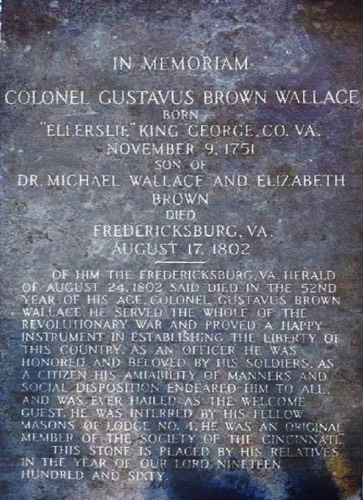 IN MEMORIAM
COLONEL GUSTAVUS BROWN WALLACE
BORN
"ELLERSLIE" KING GEORGE, CO. VA.
NOVEMBER 9, 1751
SON OF
DR. MICHAEL WALLACE AND ELIZABETH
BROWN
DIED
FREDERICKSBURG, VA.
AUGUST 17, 1802
OF HIM THE FREDERICKSBURG, VA. HERALD
OF AUGUST 24, 1802 SAID DIED IN THE 52ND
YEAR OF HIS AGE, COLONEL GUSTAVUS BROWN
WALLACE. HE SERVED THE WHOLE OF THE
REVOLUTIONARY WAR AND PROVED A HAPPY
INSTRUMENT IN ESTABLISHING THE LIBERTY OF
THIS COUNTRY. AS AN OFFICER HE WAS
HONORED AND BELOVED BY HIS SOLDIERS. AS
A CITIZEN HIS AMIABILITY OF MANNERS AND
SOCIAL DISPOSITION ENDEARED HIM TO ALL,
AND WAS EVER HAILED AS THE WELCOME
GUEST. HE WAS INTERRED BY HIS FELLOW
MASONS OF LODGE NO. 4. HE WAS AN ORIGINAL
MEMBER OF THE SOCIETY OF THE CINCINNATI.
THIS STONE IS PLACED BY HIS RELATIVES
IN THE YEAR OF OUR LORD NINETEEN
HUNDRED AND SIXTY.